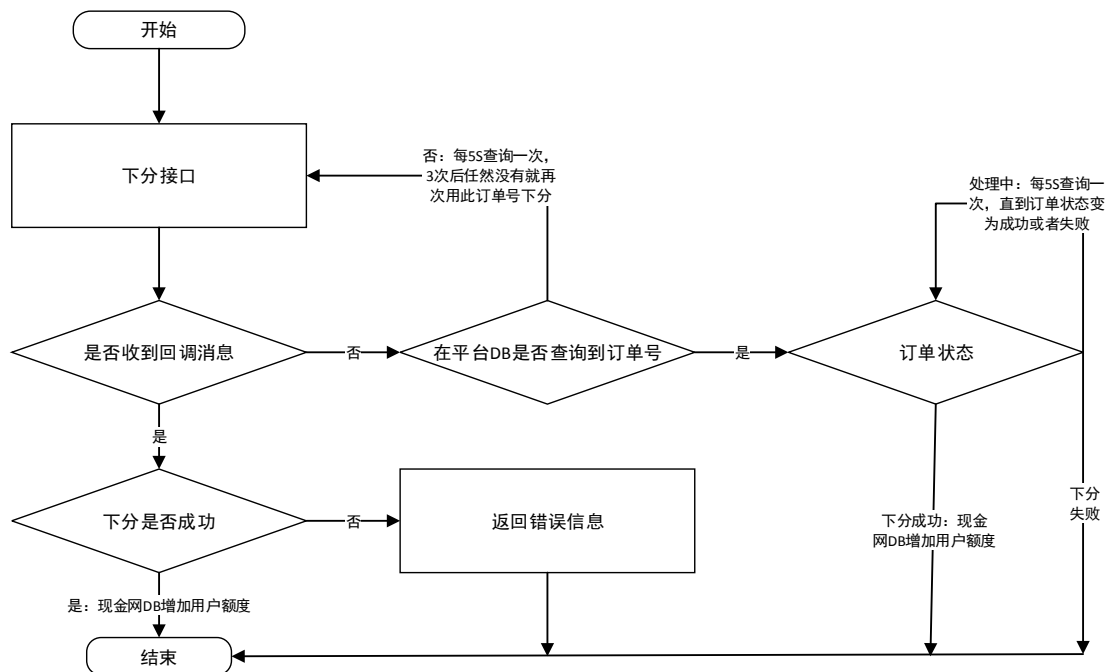 开始
下分接口
否：每5S查询一次，
3次后任然没有就再
次用此订单号下分
处理中：每5S查询一
次，直到订单状态变
为成功或者失败
是否收到回调消息
否
在平台DB是否查询到订单号
是
订单状态
是
下分是否成功
否
返回错误信息
下分成功：现金
网DB增加用户额度
下分
失败
是：现金网DB增加用户额度
结束